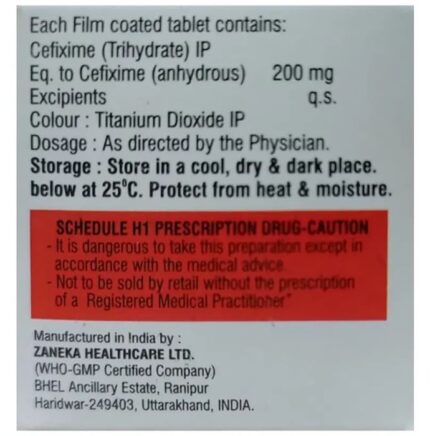 Each Film coated tablet contains:
Cefixime (Trihydrate) IP
Eq. to Cefixime (anhydrous) 200 mg
Excipients q.s.
Colour : Titanium Dioxide IP
Dosage : As directed by the Physician.
Storage : Store in a cool, dry & dark place.
below at 25⁰C. Protect from heat & moisture.
SCHEDULE H1 PRESCRIPTION DRUG-CAUTION
- It is dangerous to take this preparation except in
accordance with the medical advice.
- Not to be sold by retail without the prescription
of a Registered Medical Practitioner"
Manufactured in India by :
ZANEKA HEALTHCARE LTD.
(WHO-GMP Certified Company)
BHEL Ancillary Estate, Ranipur
Haridwar-249403, Uttarakhand, INDIA.